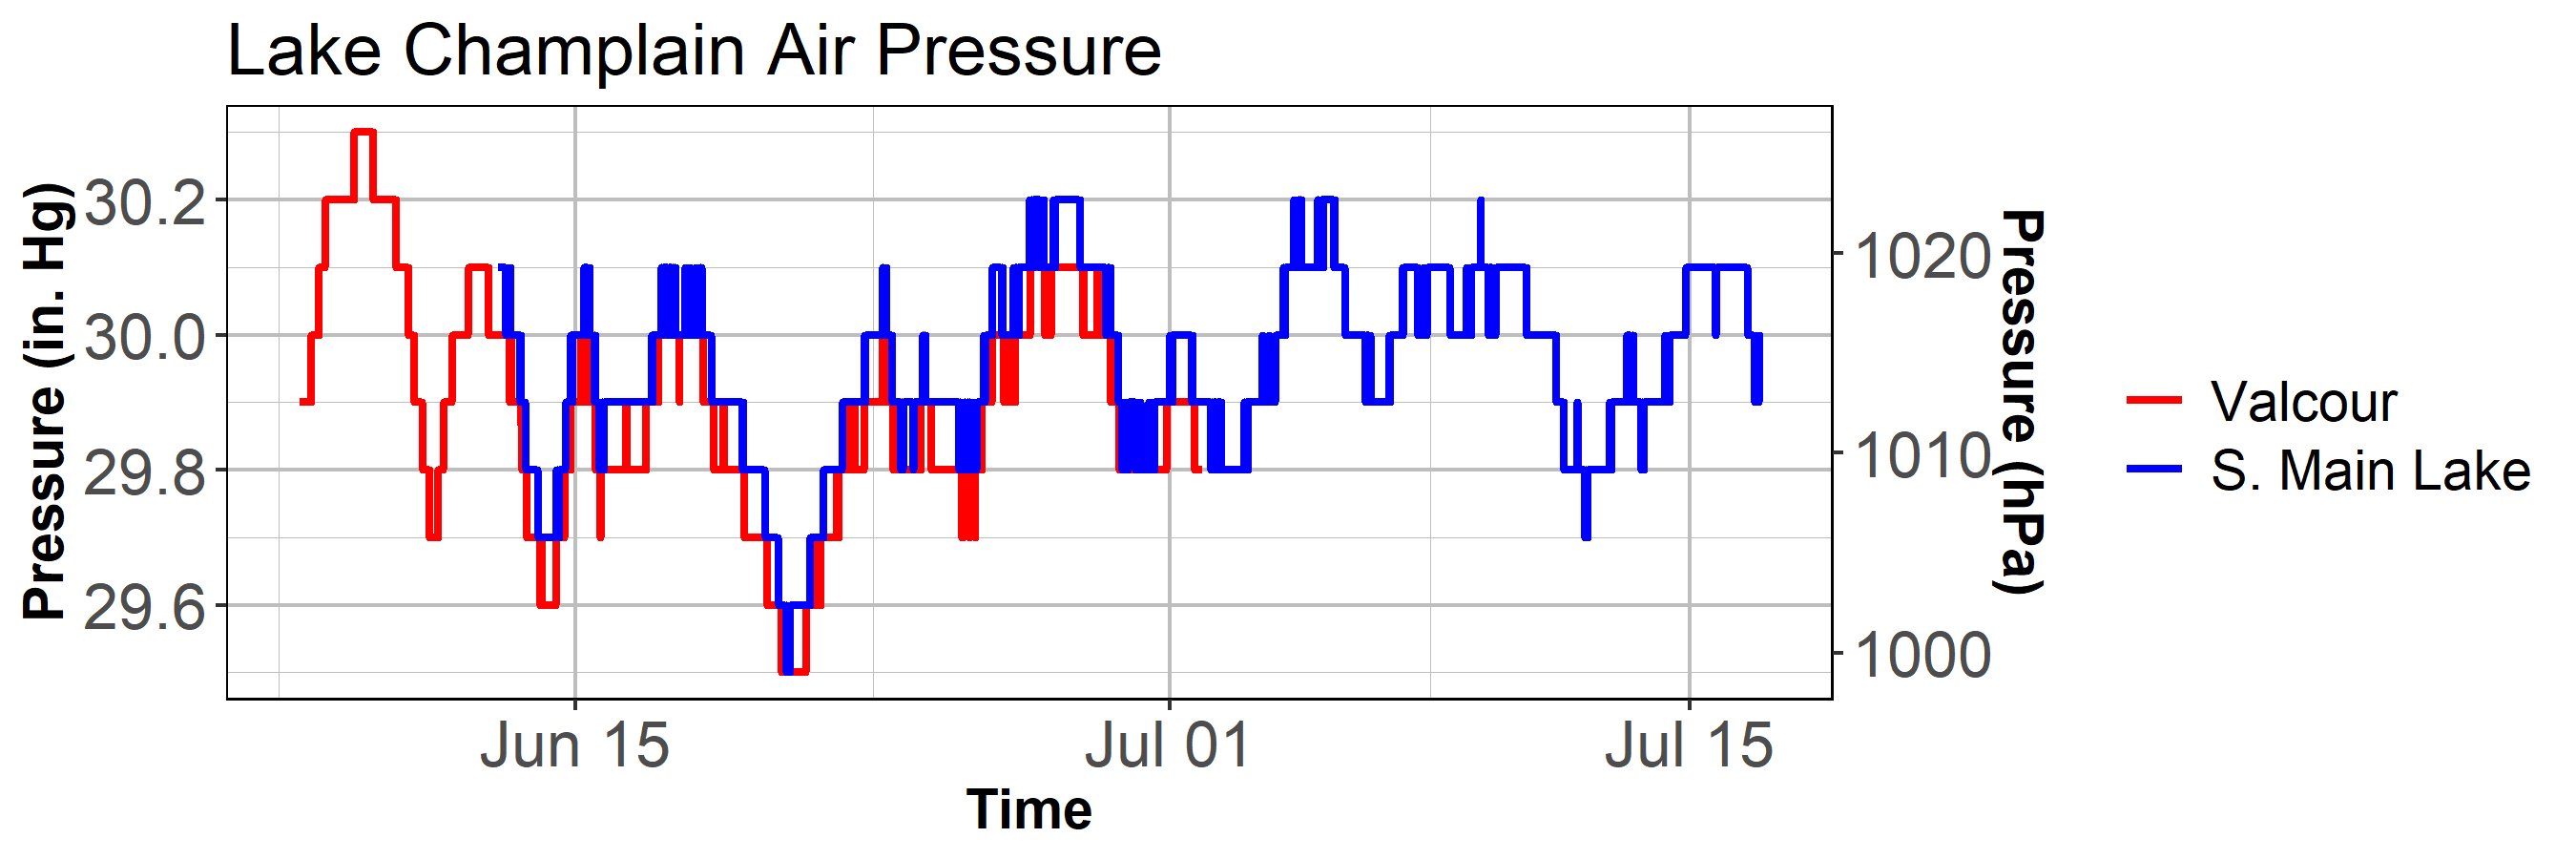 Lake Champlain Air Pressure
Pressure (in. Hg)
30.2
30.0
29.8
29.6
1020
1010
1000
Pressure (hPa)
Jun 15
Jul 01
Jul 15
Time
Valcour
S. Main Lake